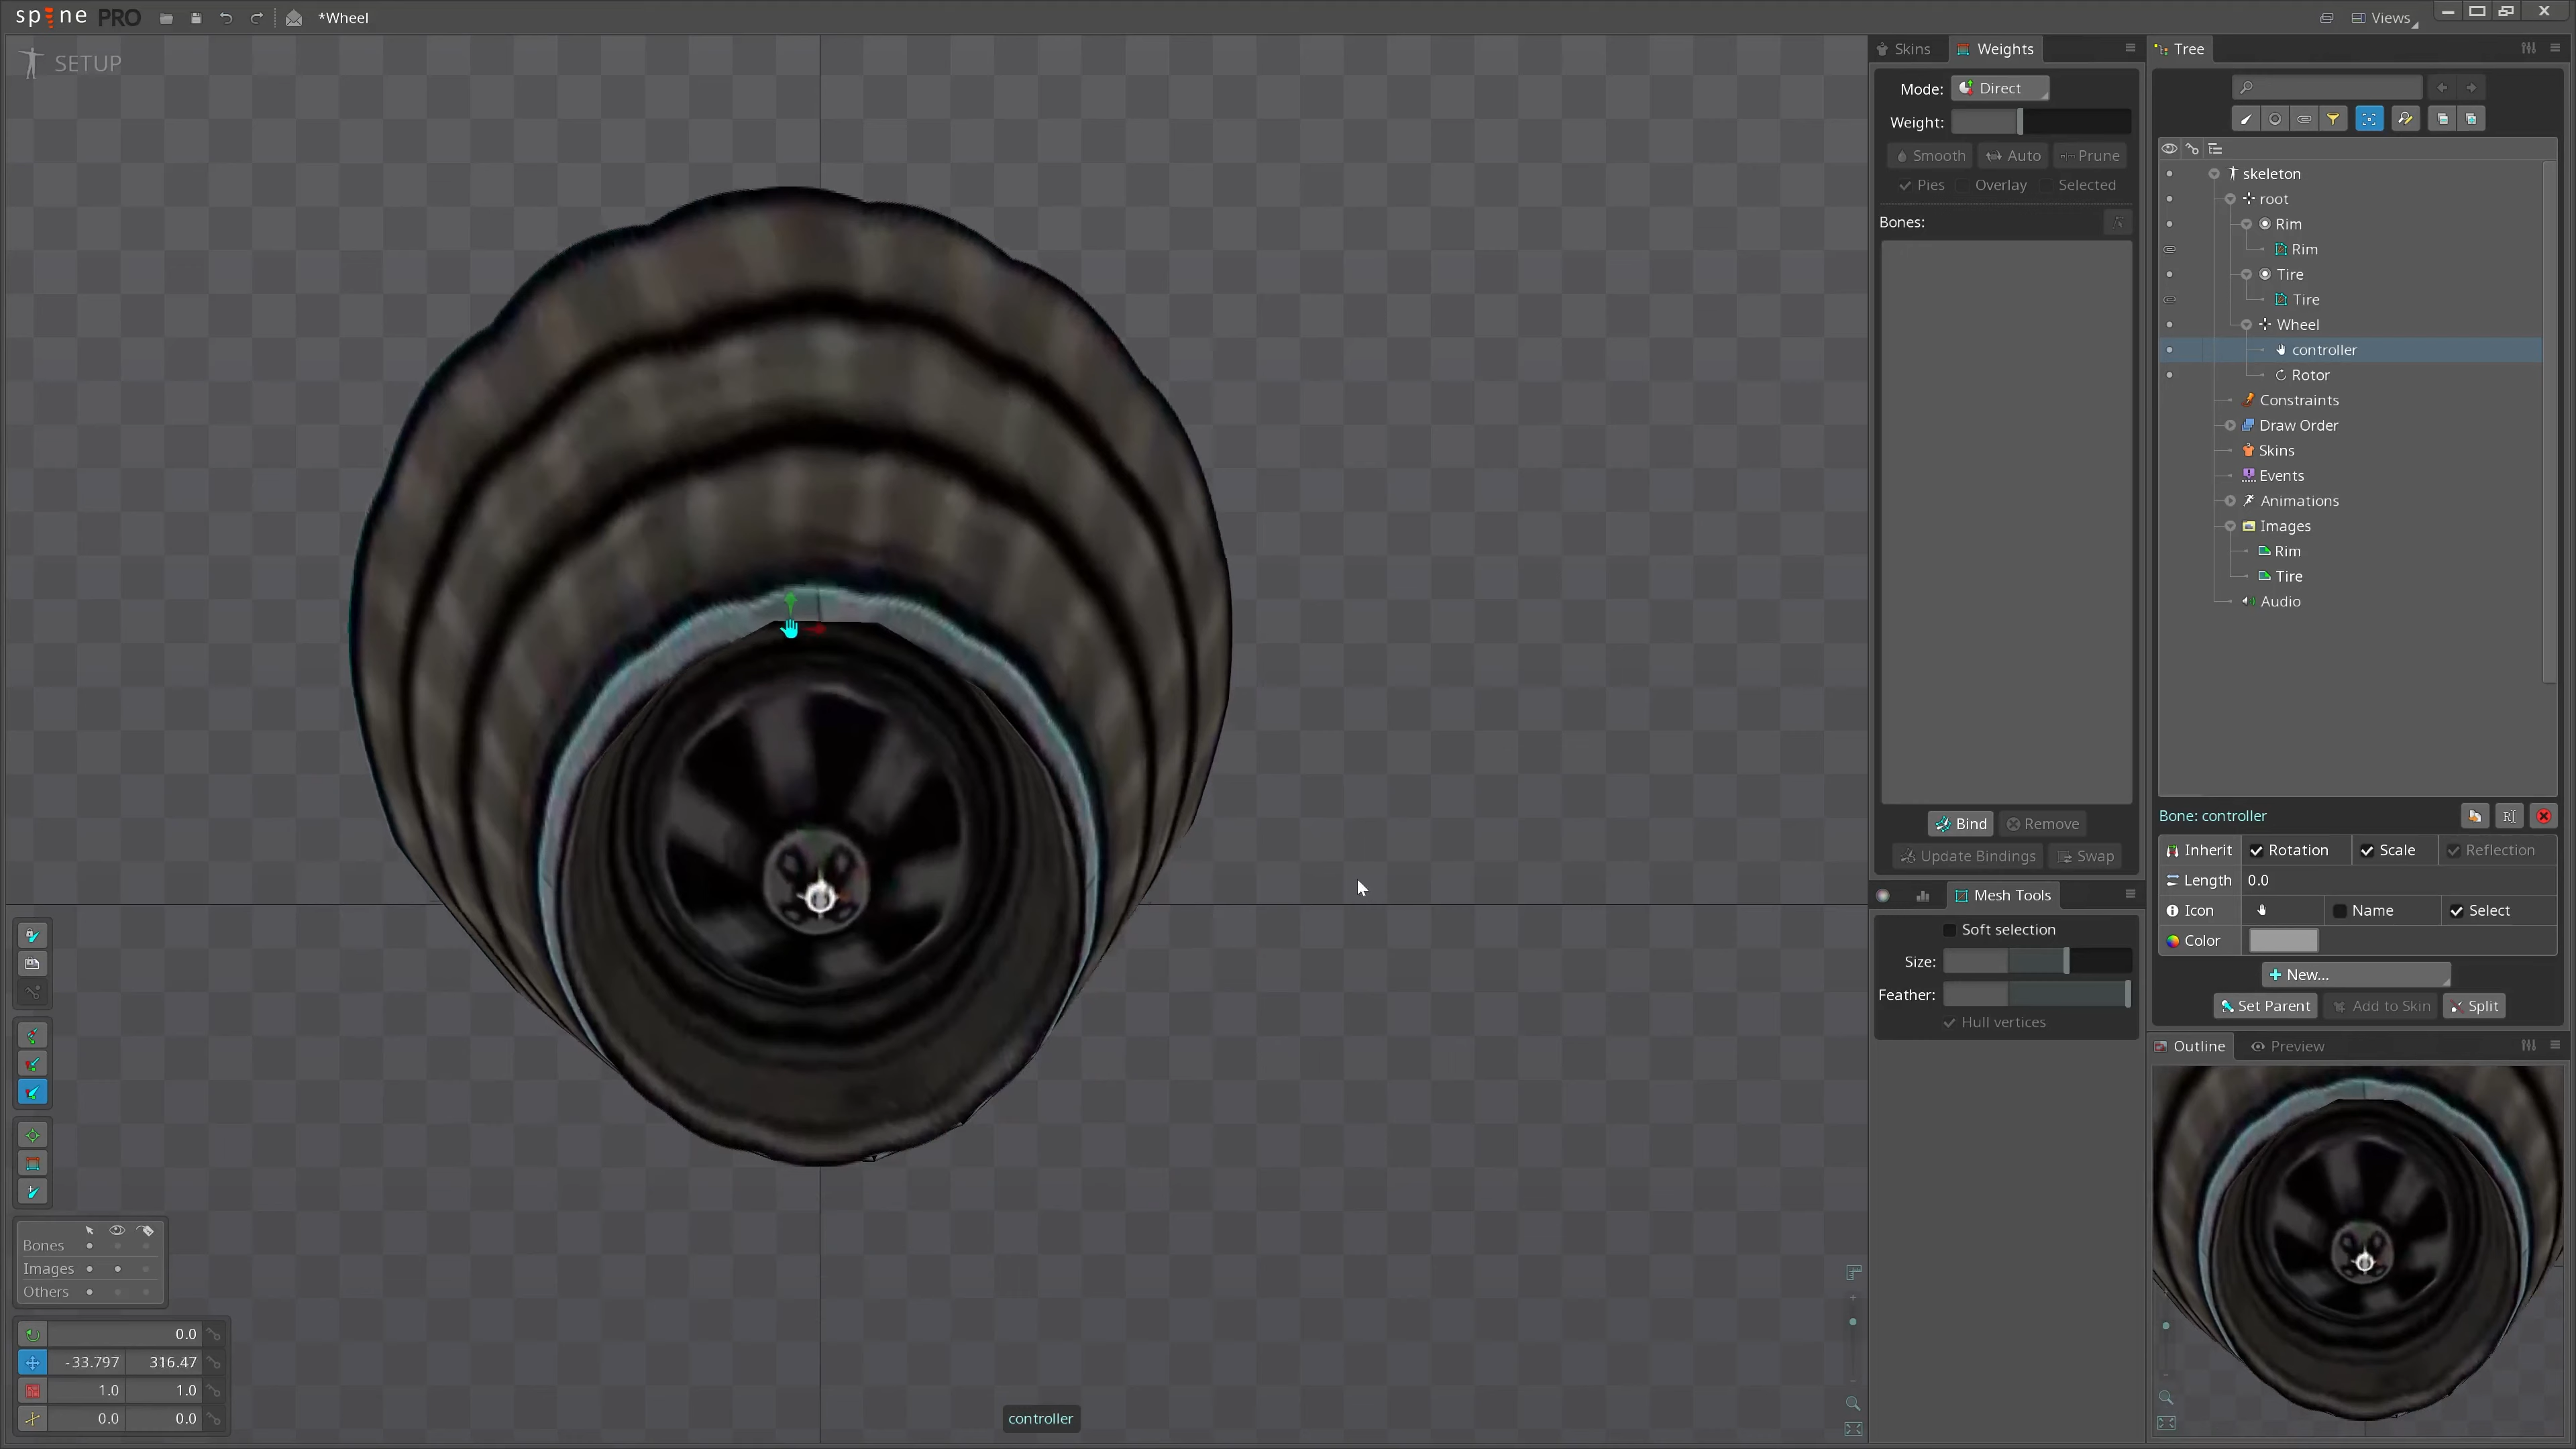 spine PRO
*Wheel
Views
SETUP
Skins
Weights
Mode:
Direct
Weight:
Smooth
Auto
Prune
Pies
Overlay
Selected
Bones:
Bind
Remove
Update Bindings
Swap
Mesh Tools
Soft selection
Size:
Feather:
Hull vertices
Tree
skeleton
root
Rim
Rim
Tire
Tire
Wheel
controller
Rotor
Constraints
Draw Order
Skins
Events
Animations
Images
Rim
Tire
Audio
Bone: controller
Inherit
Rotation
Scale
Reflection
Length
0.0
Icon
Name
Select
Color
New...
Set Parent
Add to Skin
Split
Outline
Preview
Bones
Images
Others
0.0
-33.797 316.47
1.0 1.0
0.0 0.0
controller